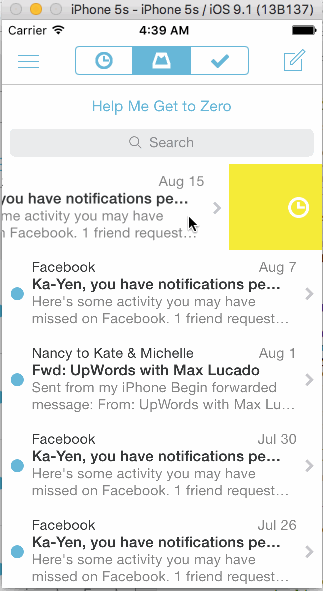 iPhone 5s - iPhone 5s / iOS 9.1 (13B137)
Carrier 4:39 AM
Help Me Get to Zero
Search
Aug 15
you have notifications pe...
me activity you may have
n Facebook. 1 friend request...
Facebook Aug 7
Ka-Yen, you have notifications pe...
Here's some activity you may have
missed on Facebook. 1 friend request...
Nancy to Kate & Michelle Aug 1
Fwd: UpWords with Max Lucado
Sent from my iPhone Begin forwarded
message: From: UpWords with Max Lu...
Facebook Jul 30
Ka-Yen, you have notifications pe...
Here's some activity you may have
missed on Facebook. 1 friend request...
Facebook Jul 26
Ka-Yen, you have notifications pe...
Here's some activity you may have
missed on Facebook. 1 friend request...